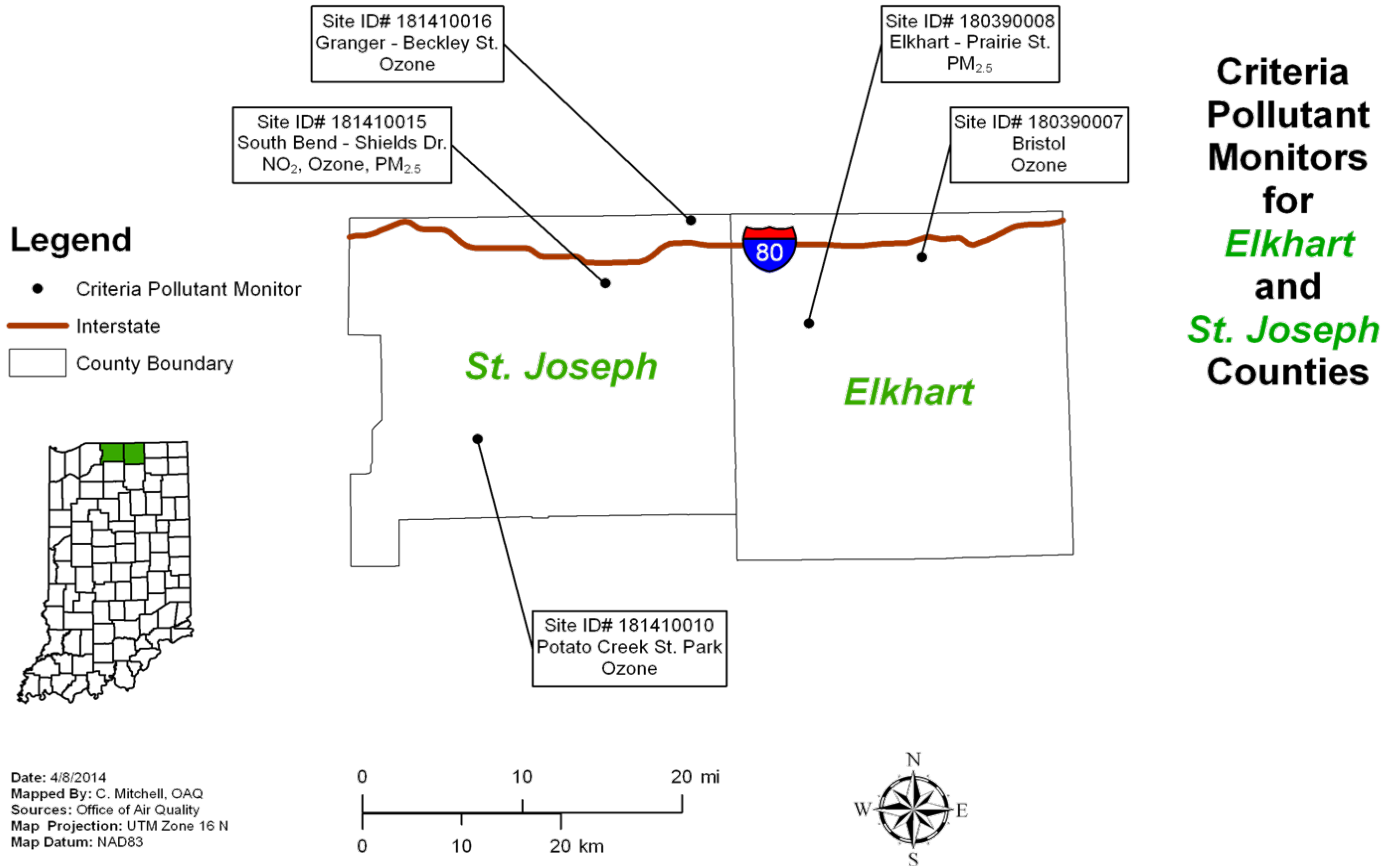 Site ID# 181410016
Granger - Beckley St.
Ozone
Site ID# 180390008
Elkhart - Prairie St.
PM₂.₅
Site ID# 181410015
South Bend - Shields Dr.
NO₂, Ozone, PM₂.₅
Site ID# 180390007
Bristol
Ozone
Criteria
Pollutant
Monitors
for
Elkhart
and
St. Joseph
Counties
Legend
Criteria Pollutant Monitor
Interstate
County Boundary
80
St. Joseph
Elkhart
Site ID# 181410010
Potato Creek St. Park
Ozone
Date: 4/8/2014
Mapped By: C. Mitchell, OAQ
Sources: Office of Air Quality
Map Projection: UTM Zone 16 N
Map Datum: NAD83
0 10 20 mi
0 10 20 km
N
W E
S